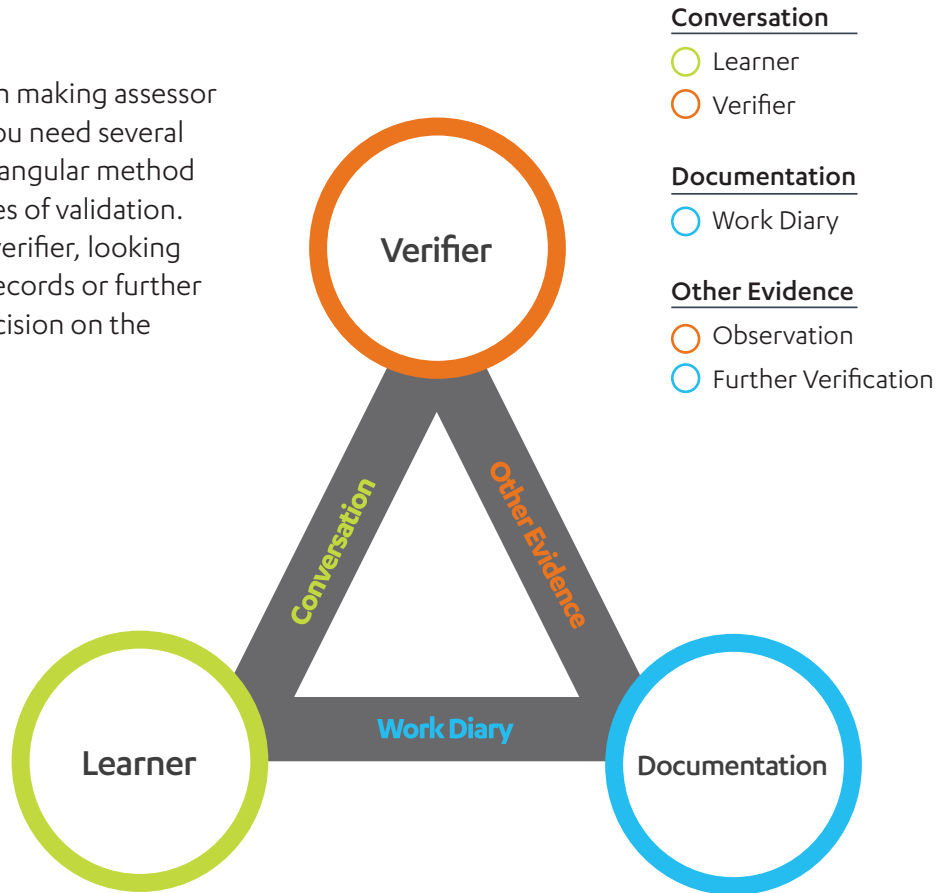 n making assessor
ou need several
angular method
es of validation.
verifier, looking
ecords or further
cision on the
Conversation
Learner
Verifier
Documentation
Work Diary
Other Evidence
Observation
Further Verification
Verifier
Conversation
Other Evidence
Work Diary
Learner
Documentation